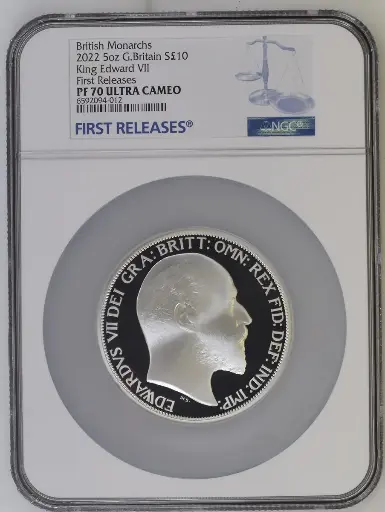 British Monarchs
2022 5oz G.Britain S£10
King Edward VII
First Releases
PF 70 ULTRA CAMEO
6592094-012
FIRST RELEASES®
NGC®
EDWARDVS VII DEI GRA: BRITT: OMN: REX FID: DEF: IND: IMP: